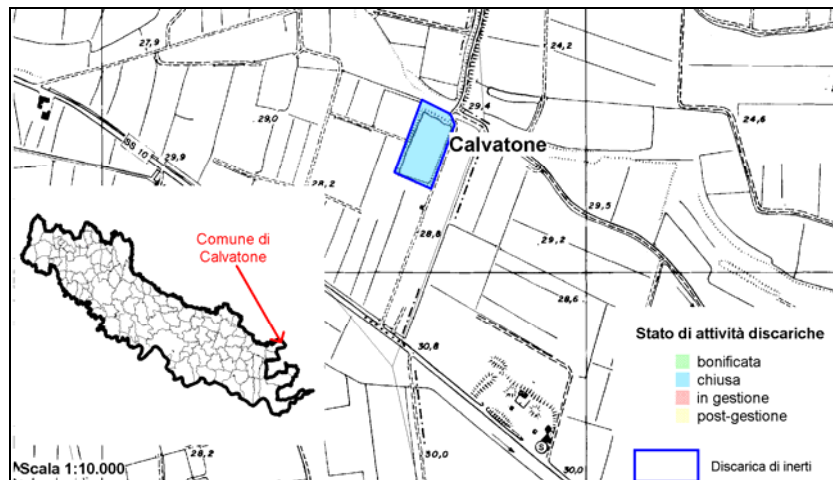 27,9
24,2
29,4
29,0
24,6
SS 10
29,9
Calvatone
28,2
29,5
28,8
29,2
Comune di
Calvatone
28,6
30,8
Stato di attività discariche
bonificata
chiusa
in gestione
post-gestione
S
28,2
30,0
30,0
Scala 1:10.000
Discarica di inerti